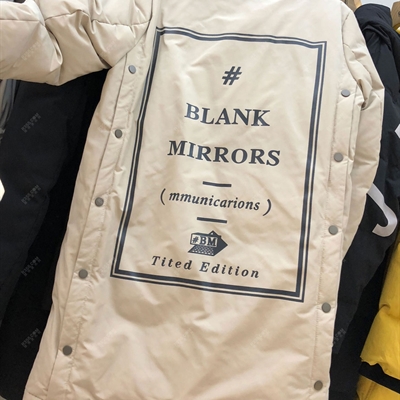 #
BLANK
MIRRORS
(mmunicarions)
#BM
Tited Edition